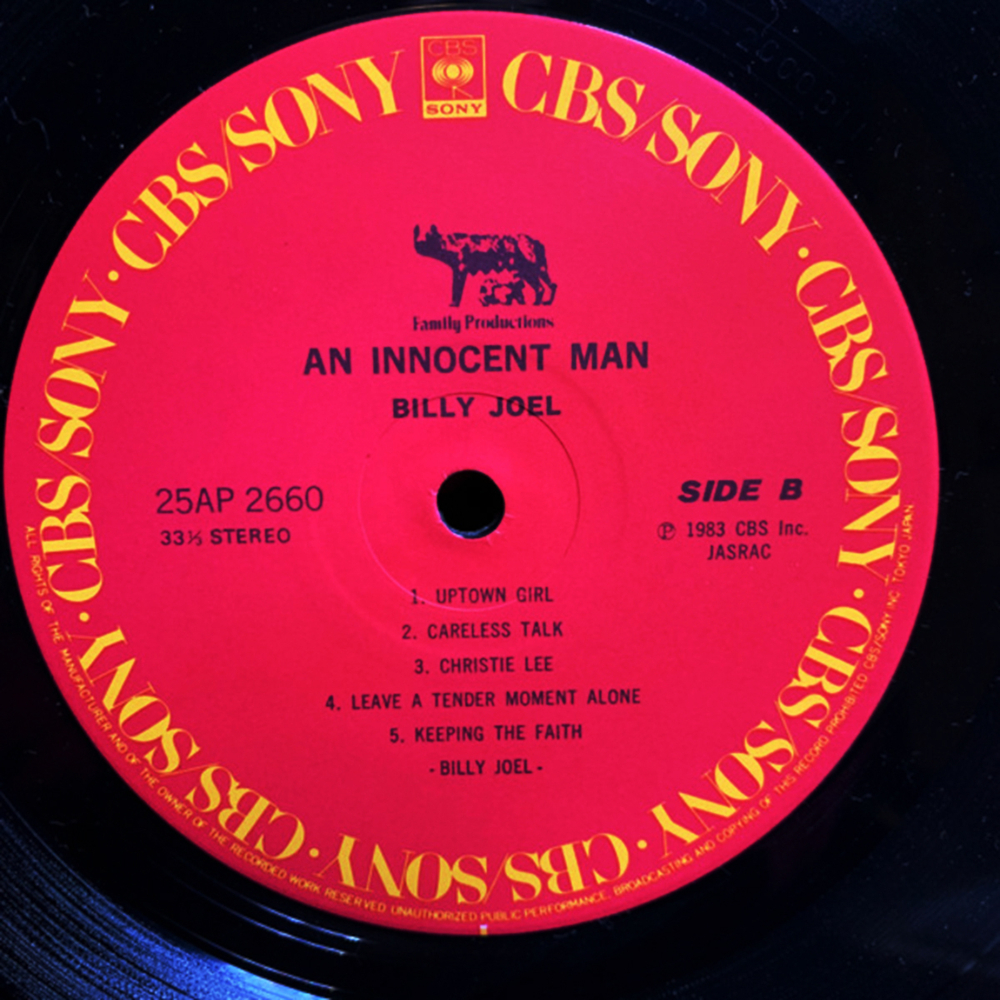 CBS
SONY
CBS/SONY · CBS/SONY · CBS/SONY · CBS/SONY · CBS/SONY · CBS/SONY · CBS/SONY
Family Productions
AN INNOCENT MAN
BILLY JOEL
25AP 2660
33⅓ STEREO
SIDE B
Ⓟ 1983 CBS Inc.
JASRAC
1. UPTOWN GIRL
2. CARELESS TALK
3. CHRISTIE LEE
4. LEAVE A TENDER MOMENT ALONE
5. KEEPING THE FAITH
- BILLY JOEL -
ALL RIGHTS OF THE MANUFACTURER AND OF THE OWNER OF THE RECORDED WORK RESERVED. UNAUTHORIZED PUBLIC PERFORMANCE. BROADCASTING AND COPYING OF THIS RECORD PROHIBITED CBS/SONY INC. TOKYO JAPAN